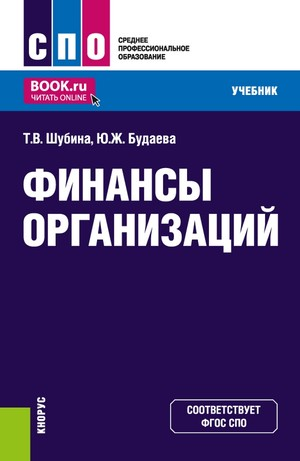 СПО
СРЕДНЕЕ
ПРОФЕССИОНАЛЬНОЕ
ОБРАЗОВАНИЕ
BOOK.ru
ЧИТАТЬ ONLINE
УЧЕБНИК
Т.В. Шубина, Ю.Ж. Будаева
ФИНАНСЫ
ОРГАНИЗАЦИЙ
КНОРУС
СООТВЕТСТВУЕТ
ФГОС СПО